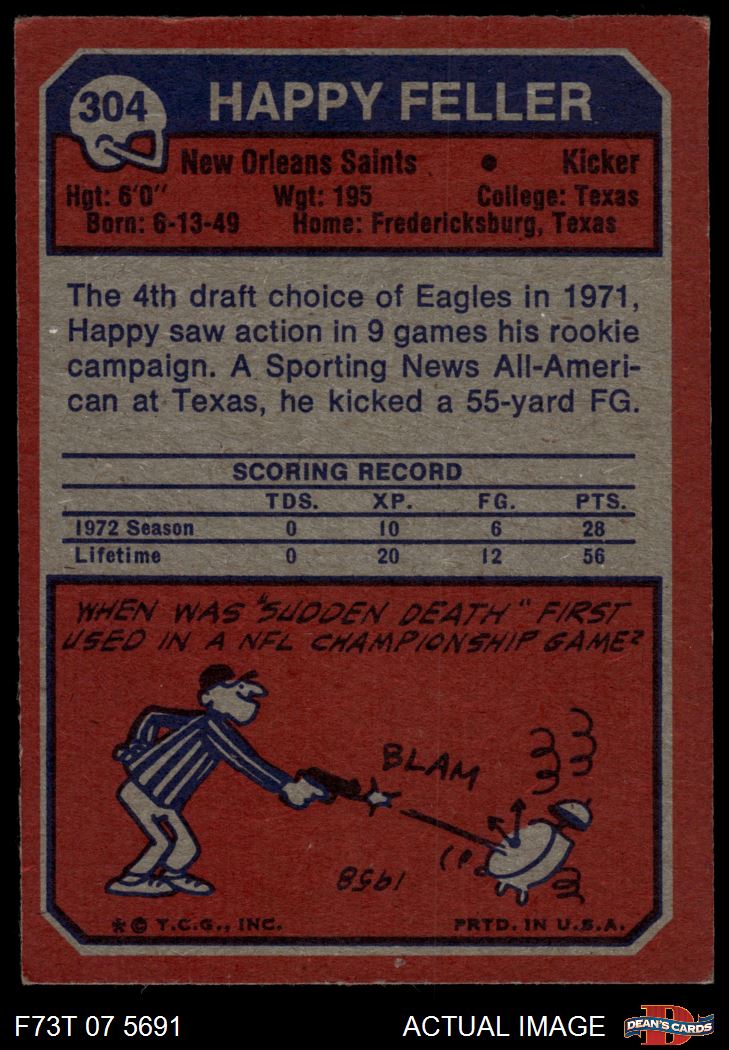 304
HAPPY FELLER
New Orleans Saints • Kicker
Hgt: 6'0" Wgt: 195 College: Texas
Born: 6-13-49 Home: Fredericksburg, Texas
The 4th draft choice of Eagles in 1971,
Happy saw action in 9 games his rookie
campaign. A Sporting News All-Ameri-
can at Texas, he kicked a 55-yard FG.
SCORING RECORD
TDS. XP. FG. PTS.
1972 Season 0 10 6 28
Lifetime 0 20 12 56
WHEN WAS "SUDDEN DEATH" FIRST
USED IN A NFL CHAMPIONSHIP GAME?
BLAM
1958
* © T.C.G., INC. PRTD. IN U.S.A.
F73T 07 5691 ACTUAL IMAGE
D
DEAN'S CARDS